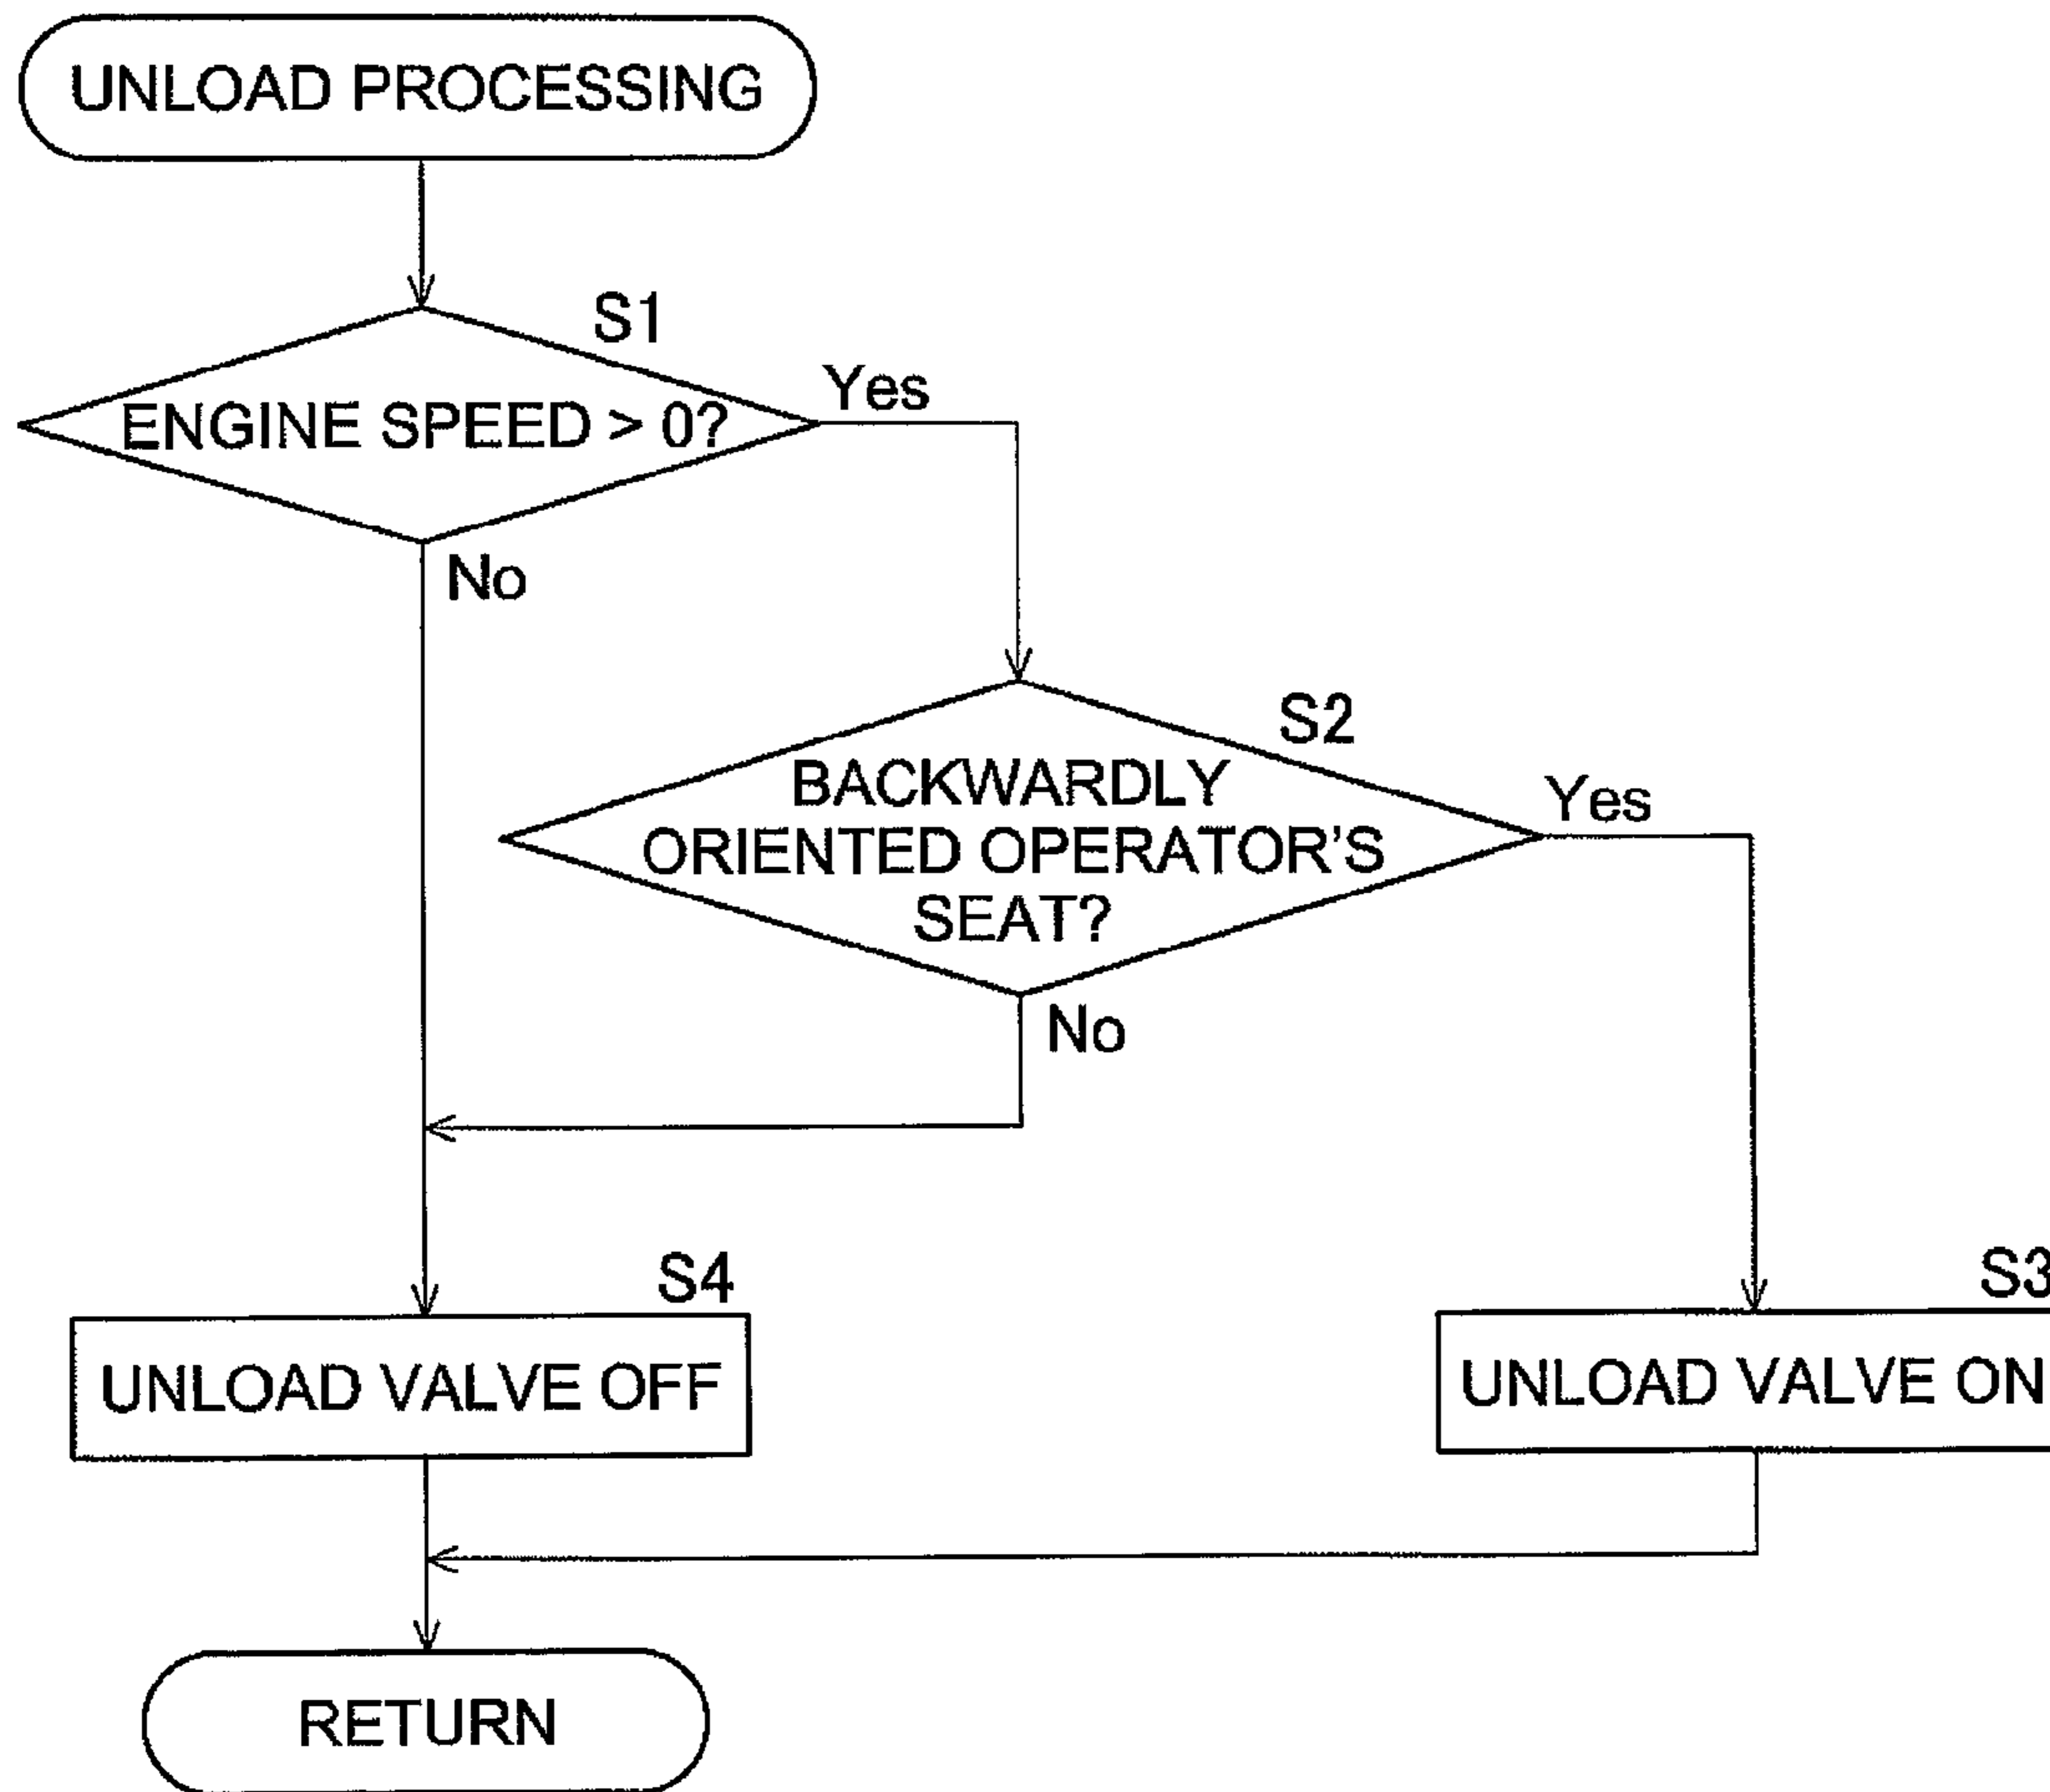 UNLOAD PROCESSING
S1
ENGINE SPEED > 0?
Yes
No
S2
BACKWARDLY
ORIENTED OPERATOR'S
SEAT?
Yes
No
S4
UNLOAD VALVE OFF
S3
UNLOAD VALVE ON
RETURN